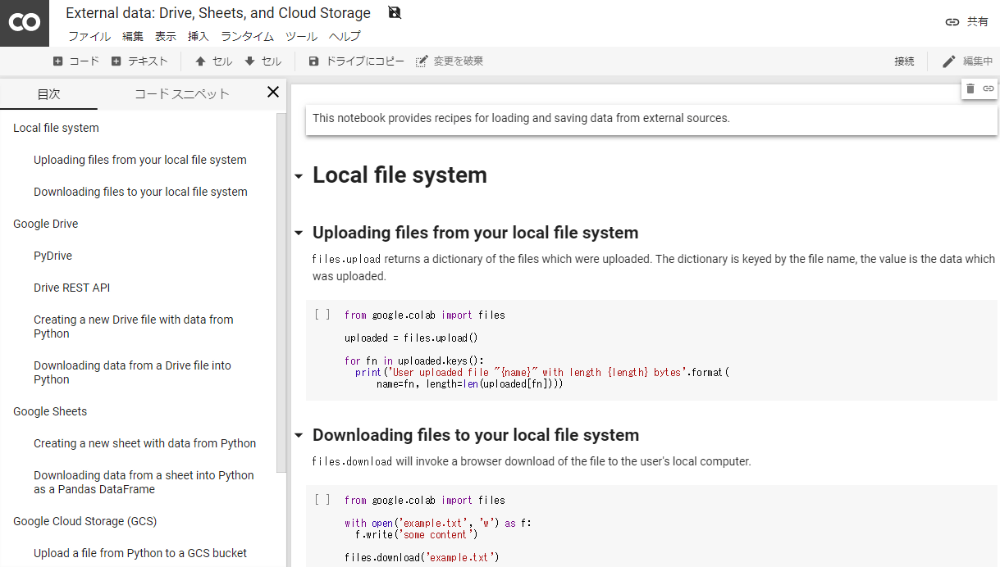 CO
External data: Drive, Sheets, and Cloud Storage
共有
ファイル 編集 表示 挿入 ランタイム ツール ヘルプ
コード テキスト セル セル ドライブにコピー 変更を破棄 接続 編集中
目次 コード スニペット
Local file system
Uploading files from your local file system
Downloading files to your local file system
Google Drive
PyDrive
Drive REST API
Creating a new Drive file with data from
Python
Downloading data from a Drive file into
Python
Google Sheets
Creating a new sheet with data from Python
Downloading data from a sheet into Python
as a Pandas DataFrame
Google Cloud Storage (GCS)
Upload a file from Python to a GCS bucket
This notebook provides recipes for loading and saving data from external sources.
Local file system
Uploading files from your local file system
files.upload returns a dictionary of the files which were uploaded. The dictionary is keyed by the file name, the value is the data which
was uploaded.
[ ] from google.colab import files
uploaded = files.upload()
for fn in uploaded.keys():
print('User uploaded file "{name}" with length {length} bytes'.format(
name=fn, length=len(uploaded[fn])))
Downloading files to your local file system
files.download will invoke a browser download of the file to the user's local computer.
[ ] from google.colab import files
with open('example.txt', 'w') as f:
f.write('some content')
files.download('example.txt')